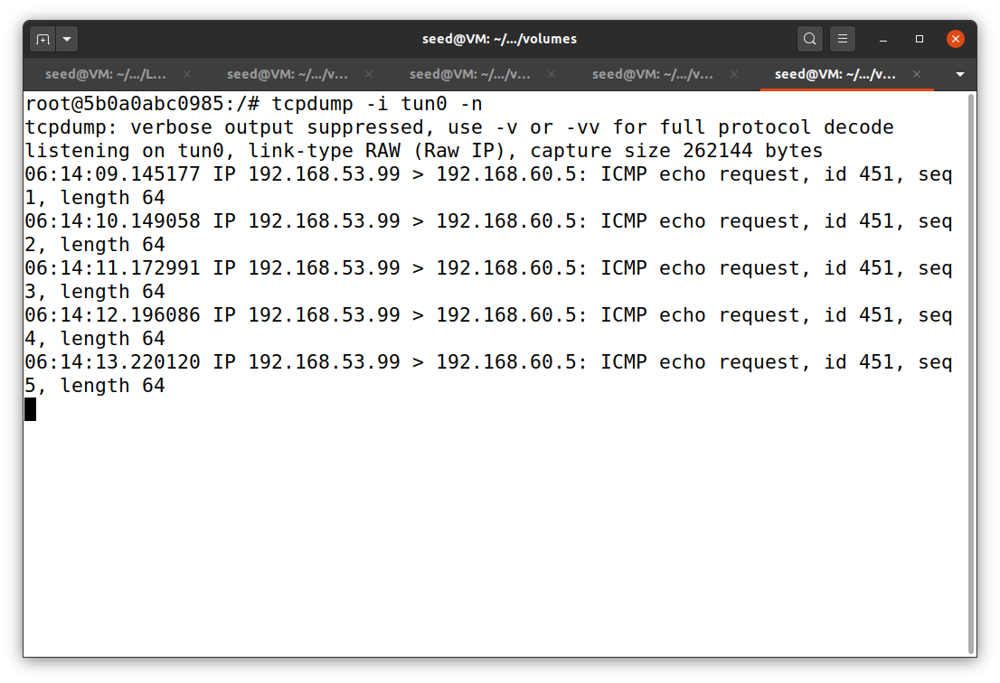 seed@VM: ~/.../volumes
seed@VM: ~/.../L...
seed@VM: ~/.../v...
seed@VM: ~/.../v...
seed@VM: ~/.../v...
seed@VM: ~/.../v...
root@5b0a0abc0985:/# tcpdump -i tun0 -n
tcpdump: verbose output suppressed, use -v or -vv for full protocol decode
listening on tun0, link-type RAW (Raw IP), capture size 262144 bytes
06:14:09.145177 IP 192.168.53.99 > 192.168.60.5: ICMP echo request, id 451, seq
1, length 64
06:14:10.149058 IP 192.168.53.99 > 192.168.60.5: ICMP echo request, id 451, seq
2, length 64
06:14:11.172991 IP 192.168.53.99 > 192.168.60.5: ICMP echo request, id 451, seq
3, length 64
06:14:12.196086 IP 192.168.53.99 > 192.168.60.5: ICMP echo request, id 451, seq
4, length 64
06:14:13.220120 IP 192.168.53.99 > 192.168.60.5: ICMP echo request, id 451, seq
5, length 64